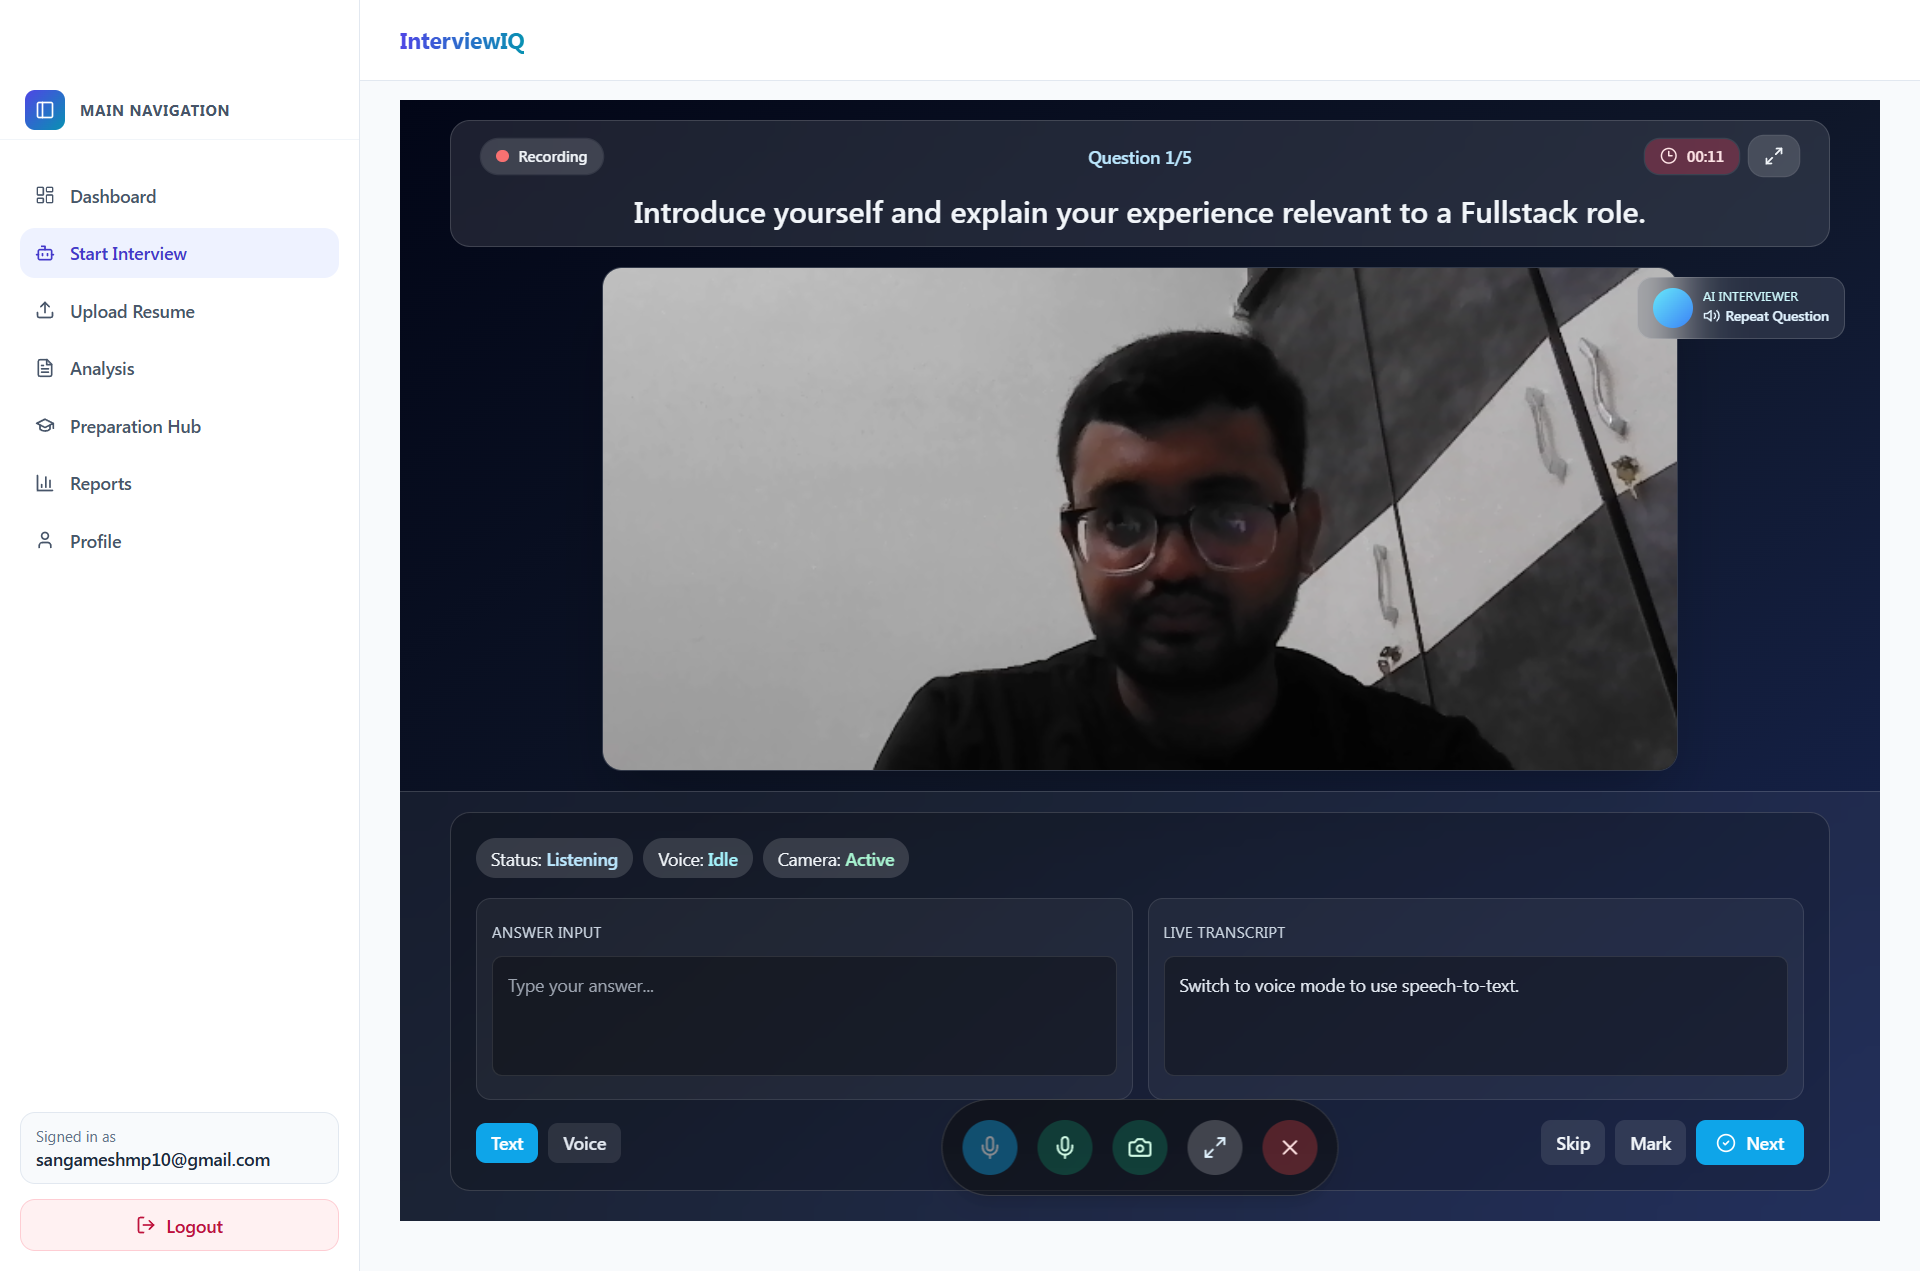 InterviewIQ
MAIN NAVIGATION
Dashboard
Start Interview
Upload Resume
Analysis
Preparation Hub
Reports
Profile
Signed in as
sangameshmp10@gmail.com
Logout
Recording
Question 1/5
00:11
Introduce yourself and explain your experience relevant to a Fullstack role.
AI INTERVIEWER
Repeat Question
Status: Listening
Voice: Idle
Camera: Active
ANSWER INPUT
Type your answer...
LIVE TRANSCRIPT
Switch to voice mode to use speech-to-text.
Text
Voice
Skip
Mark
Next